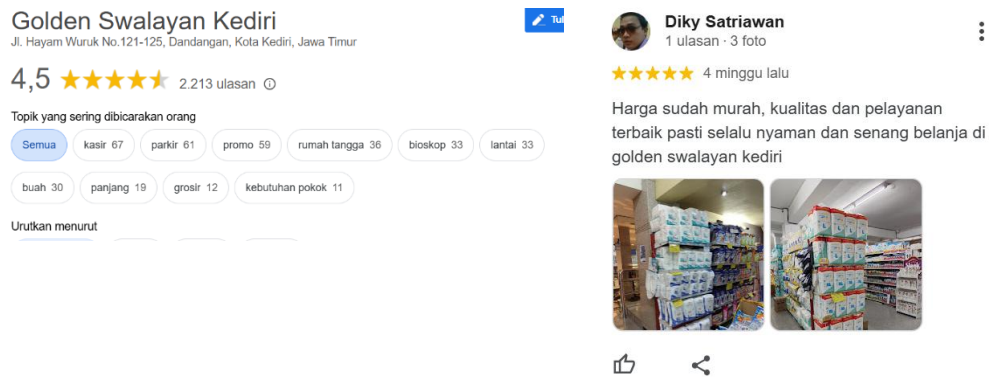 Golden Swalayan Kediri
Jl. Hayam Wuruk No.121-125, Dandangan, Kota Kediri, Jawa Timur
4,5 2.213 ulasan
Topik yang sering dibicarakan orang
Semua kasir 67 parkir 61 promo 59 rumah tangga 36 bioskop 33 lantai 33
buah 30 panjang 19 grosir 12 kebutuhan pokok 11
Urutkan menurut
Diky Satriawan
1 ulasan · 3 foto
4 minggu lalu
Harga sudah murah, kualitas dan pelayanan
terbaik pasti selalu nyaman dan senang belanja di
golden swalayan kediri